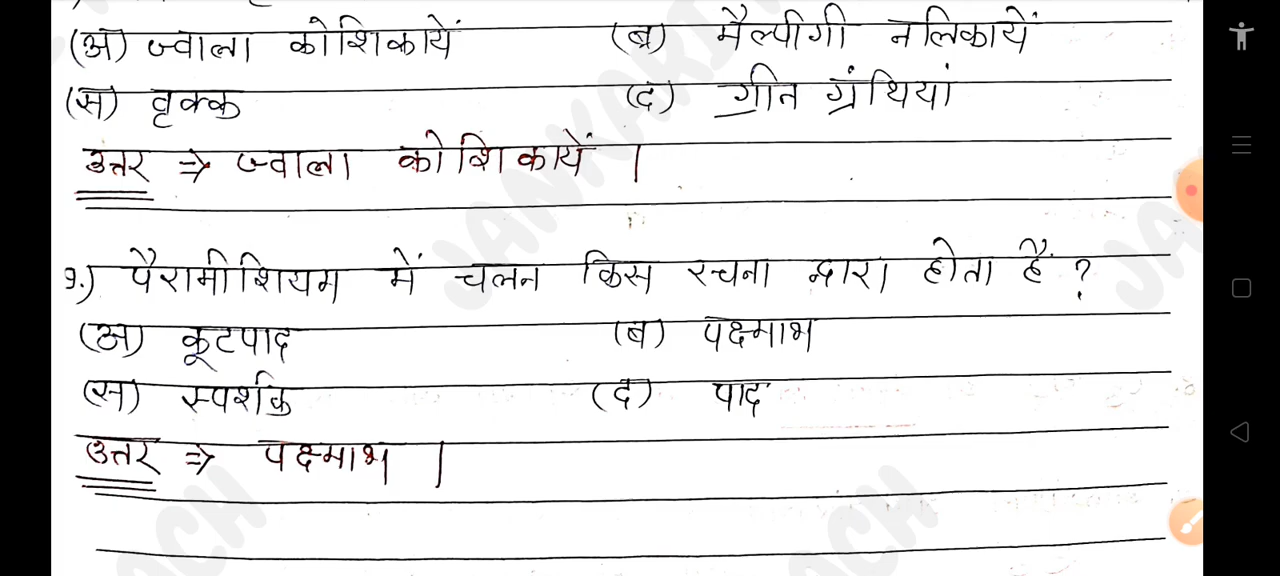 (अ) ज्वाला कोशिकायें (ब) मैल्पीगी नलिकायें
(स) वृक्क (द) ग्रीन ग्रंथियां
उत्तर ⇒ ज्वाला कोशिकायें |
9.) पैरामीशियम में चलन किस रचना द्वारा होता हैं ?
(अ) कूटपाद (ब) पक्ष्माभ
(स) स्पर्शक (द) पाद
उत्तर ⇒ पक्ष्माभ |